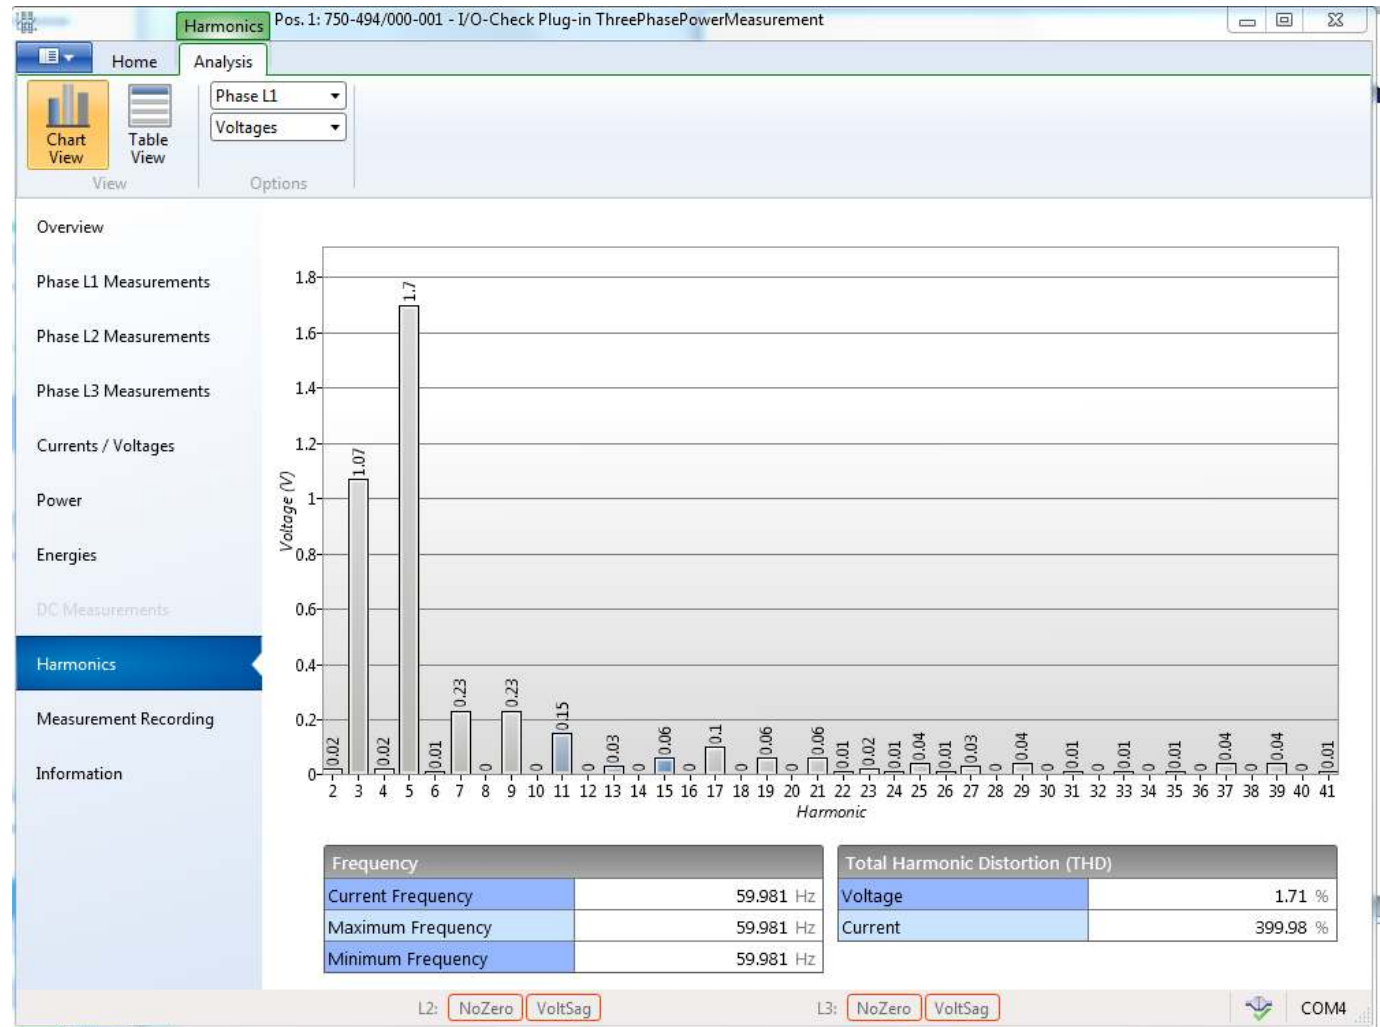 Harmonics Pos. 1: 750-494/000-001 - I/O-Check Plug-in ThreePhasePowerMeasurement
Home Analysis
Phase L1
Voltages
Chart View
Table View
View Options
Overview
Phase L1 Measurements
Phase L2 Measurements
Phase L3 Measurements
Currents / Voltages
Power
Energies
DC Measurements
Harmonics
Measurement Recording
Information
Voltage (V)
1.8
1.6
1.4
1.2
1
0.8
0.6
0.4
0.2
0
0.02 1.07 0.02 1.7 0.01 0.23 0 0.23 0 0.15 0 0.03 0 0.06 0 0.1 0 0.06 0 0.06 0.01 0.02 0.01 0.04 0.01 0.03 0 0.04 0 0.01 0 0.01 0 0.01 0 0.04 0 0.04 0 0.01
2 3 4 5 6 7 8 9 10 11 12 13 14 15 16 17 18 19 20 21 22 23 24 25 26 27 28 29 30 31 32 33 34 35 36 37 38 39 40 41
Harmonic
Frequency
Current Frequency 59.981 Hz
Maximum Frequency 59.981 Hz
Minimum Frequency 59.981 Hz
Total Harmonic Distortion (THD)
Voltage 1.71 %
Current 399.98 %
L2: NoZero VoltSag L3: NoZero VoltSag COM4